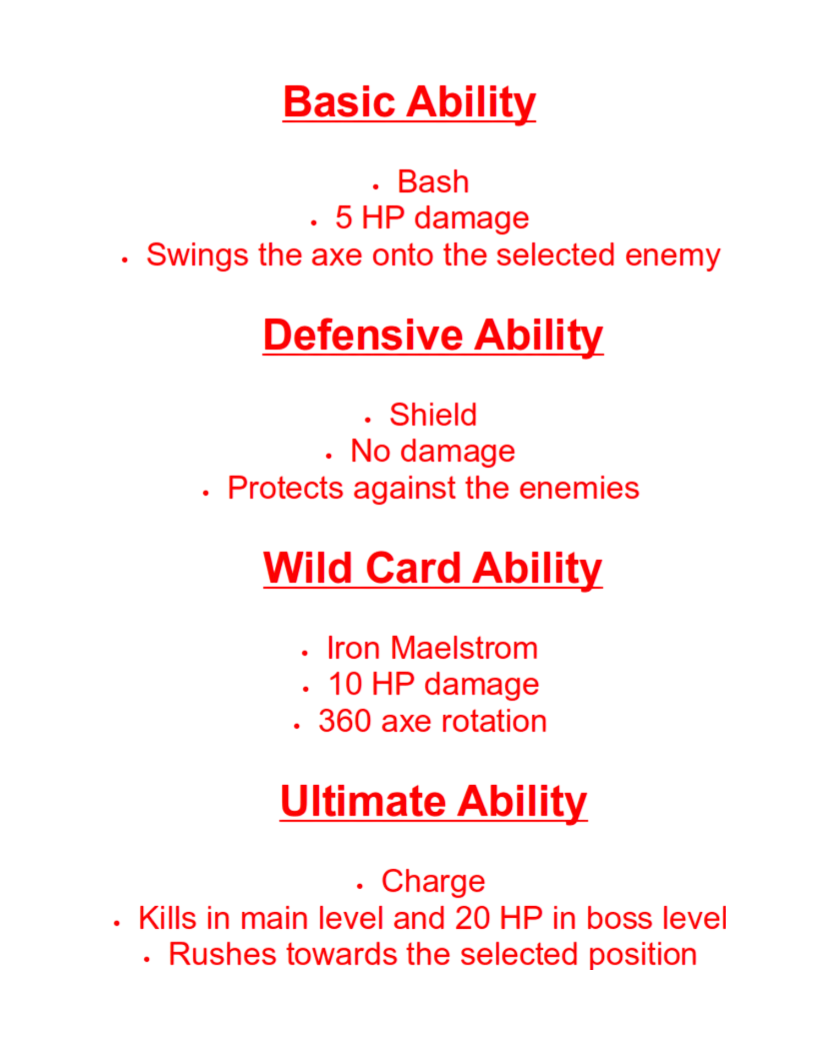 Basic Ability
• Bash
• 5 HP damage
• Swings the axe onto the selected enemy
Defensive Ability
• Shield
• No damage
• Protects against the enemies
Wild Card Ability
• Iron Maelstrom
• 10 HP damage
• 360 axe rotation
Ultimate Ability
• Charge
• Kills in main level and 20 HP in boss level
• Rushes towards the selected position